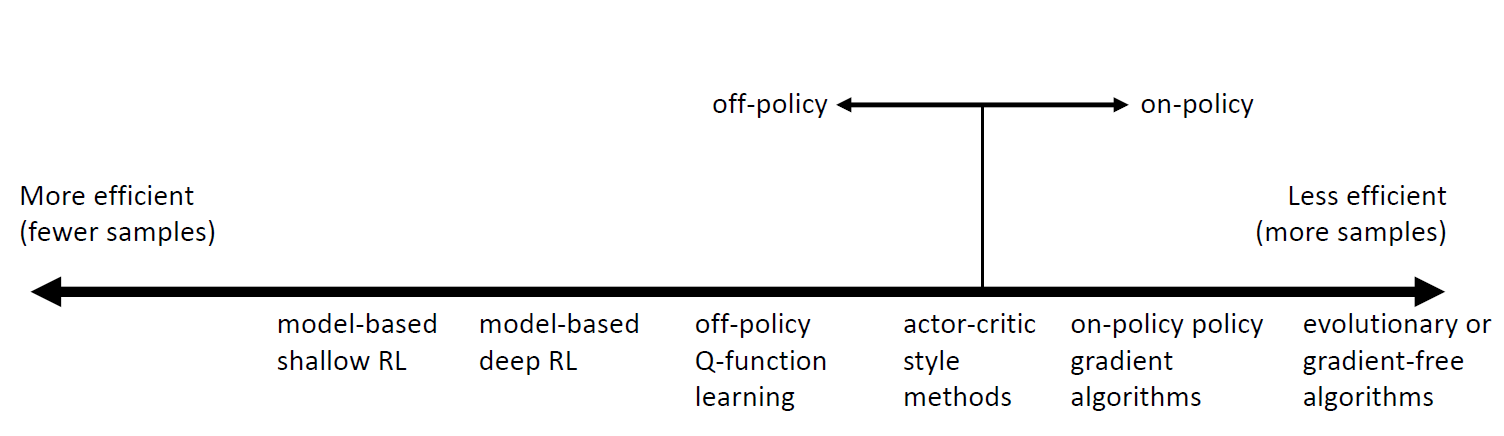 off-policy
on-policy
More efficient
(fewer samples)
Less efficient
(more samples)
model-based
shallow RL
model-based
deep RL
off-policy
Q-function
learning
actor-critic
style
methods
on-policy policy
gradient
algorithms
evolutionary or
gradient-free
algorithms